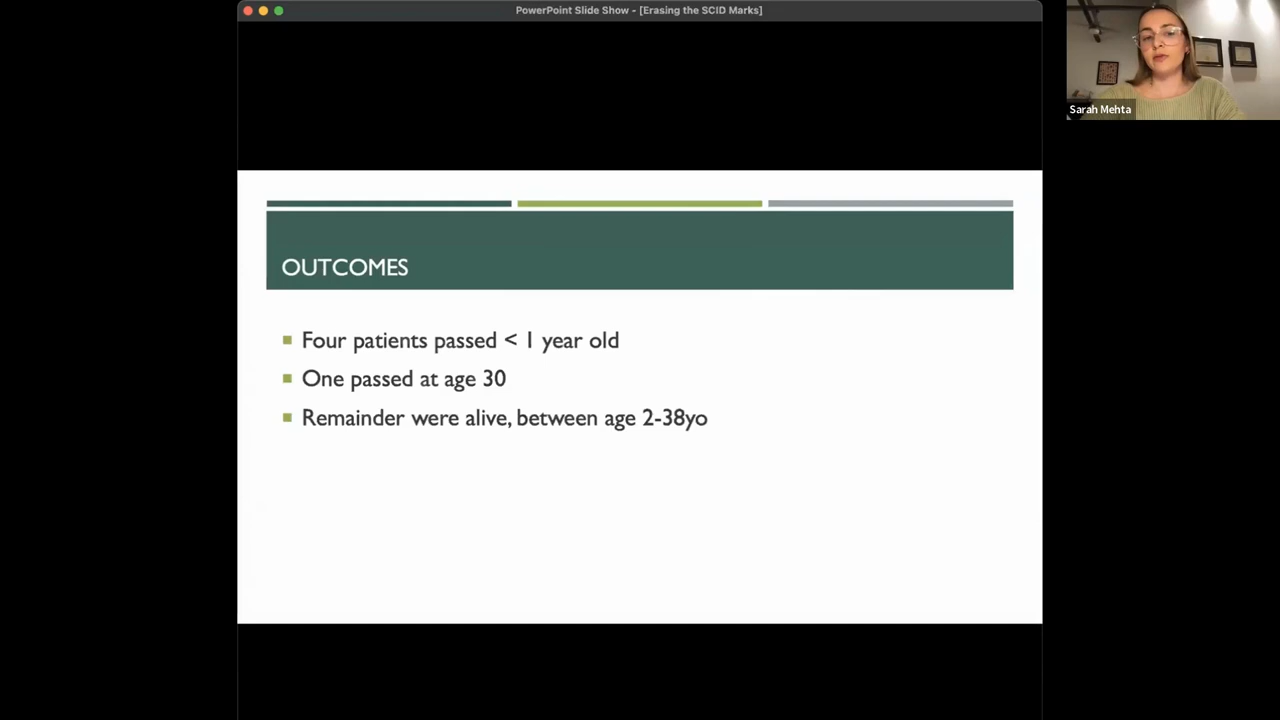 PowerPoint Slide Show - [Erasing the SCID Marks]
Sarah Mehta
OUTCOMES
Four patients passed < 1 year old
One passed at age 30
Remainder were alive, between age 2-38yo